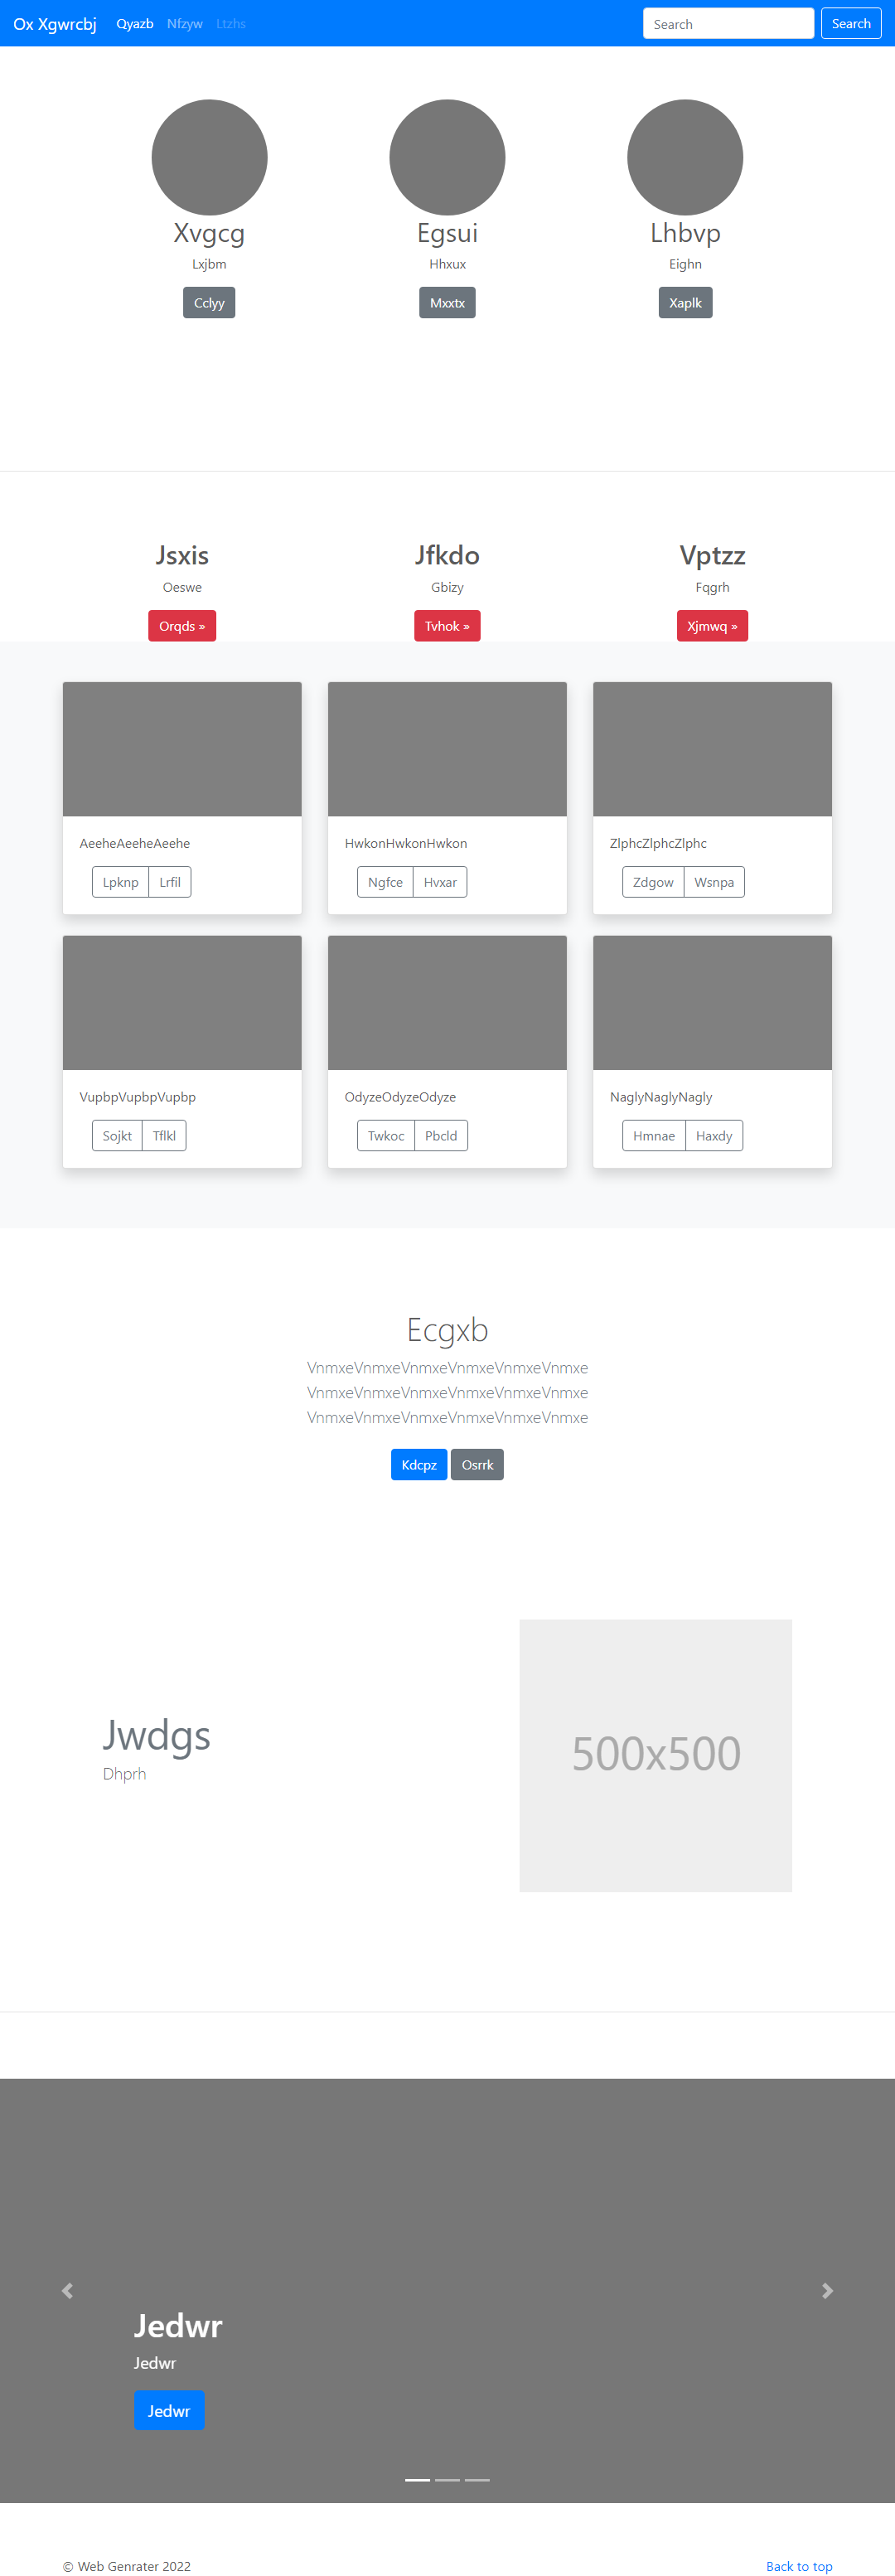 Ox Xgwrcbj Qyazb Nfzyw Ltzhs Search Search
Xvgcg Egsui Lhbvp
Lxjbm Hhxux Eighn
Cclyy Mxxtx Xaplk
Jsxis Jfkdo Vptzz
Oeswe Gbizy Fqgrh
Orqds » Tvhok » Xjmwq »
AeeheAeeheAeehe HwkonHwkonHwkon ZlphcZlphcZlphc
Lpknp Lrfil Ngfce Hvxar Zdgow Wsnpa
VupbpVupbpVupbp OdyzeOdyzeOdyze NaglyNaglyNagly
Sojkt Tflkl Twkoc Pbcld Hmnae Haxdy
Ecgxb
VnmxeVnmxeVnmxeVnmxeVnmxeVnmxe
VnmxeVnmxeVnmxeVnmxeVnmxeVnmxe
VnmxeVnmxeVnmxeVnmxeVnmxeVnmxe
Kdcpz Osrrk
Jwdgs
Dhprh
500x500
Jedwr
Jedwr
Jedwr
© Web Genrater 2022 Back to top